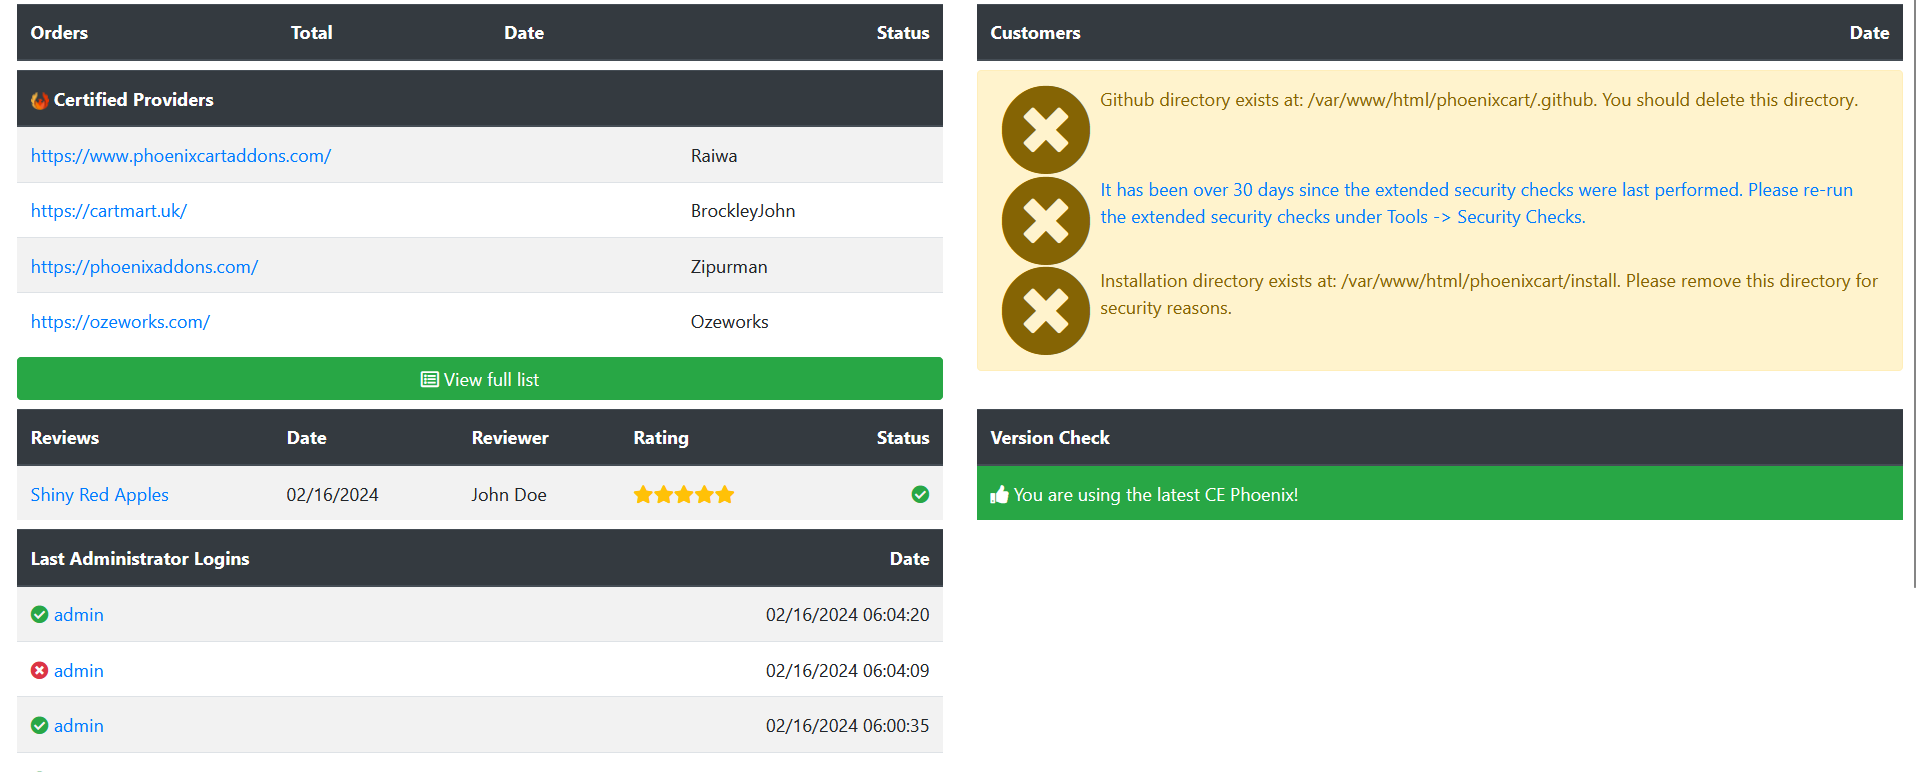 Orders Total Date Status
Customers Date
Certified Providers
https://www.phoenixcartaddons.com/ Raiwa
https://cartmart.uk/ BrockleyJohn
https://phoenixaddons.com/ Zipurman
https://ozeworks.com/ Ozeworks
View full list
Github directory exists at: /var/www/html/phoenixcart/.github. You should delete this directory.
It has been over 30 days since the extended security checks were last performed. Please re-run
the extended security checks under Tools -> Security Checks.
Installation directory exists at: /var/www/html/phoenixcart/install. Please remove this directory for
security reasons.
Reviews Date Reviewer Rating Status
Shiny Red Apples 02/16/2024 John Doe
Version Check
You are using the latest CE Phoenix!
Last Administrator Logins Date
admin 02/16/2024 06:04:20
admin 02/16/2024 06:04:09
admin 02/16/2024 06:00:35